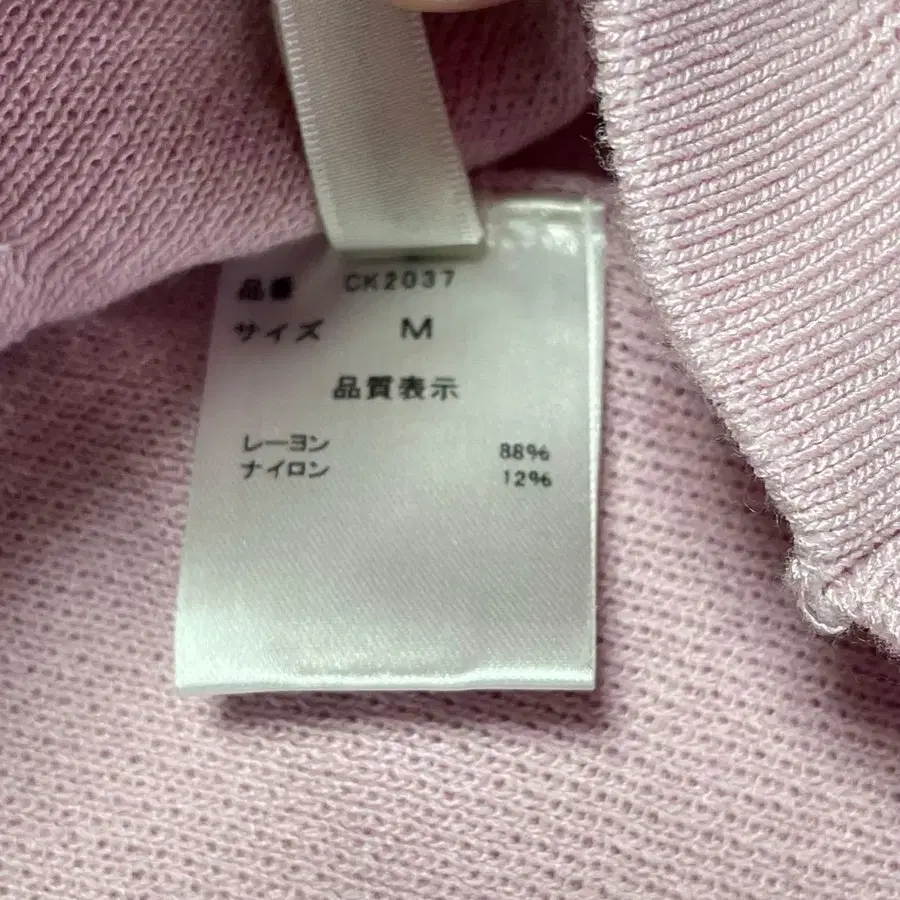 品番 CK2037
サイズ M
品質表示
レーヨン 88%
ナイロン 12%